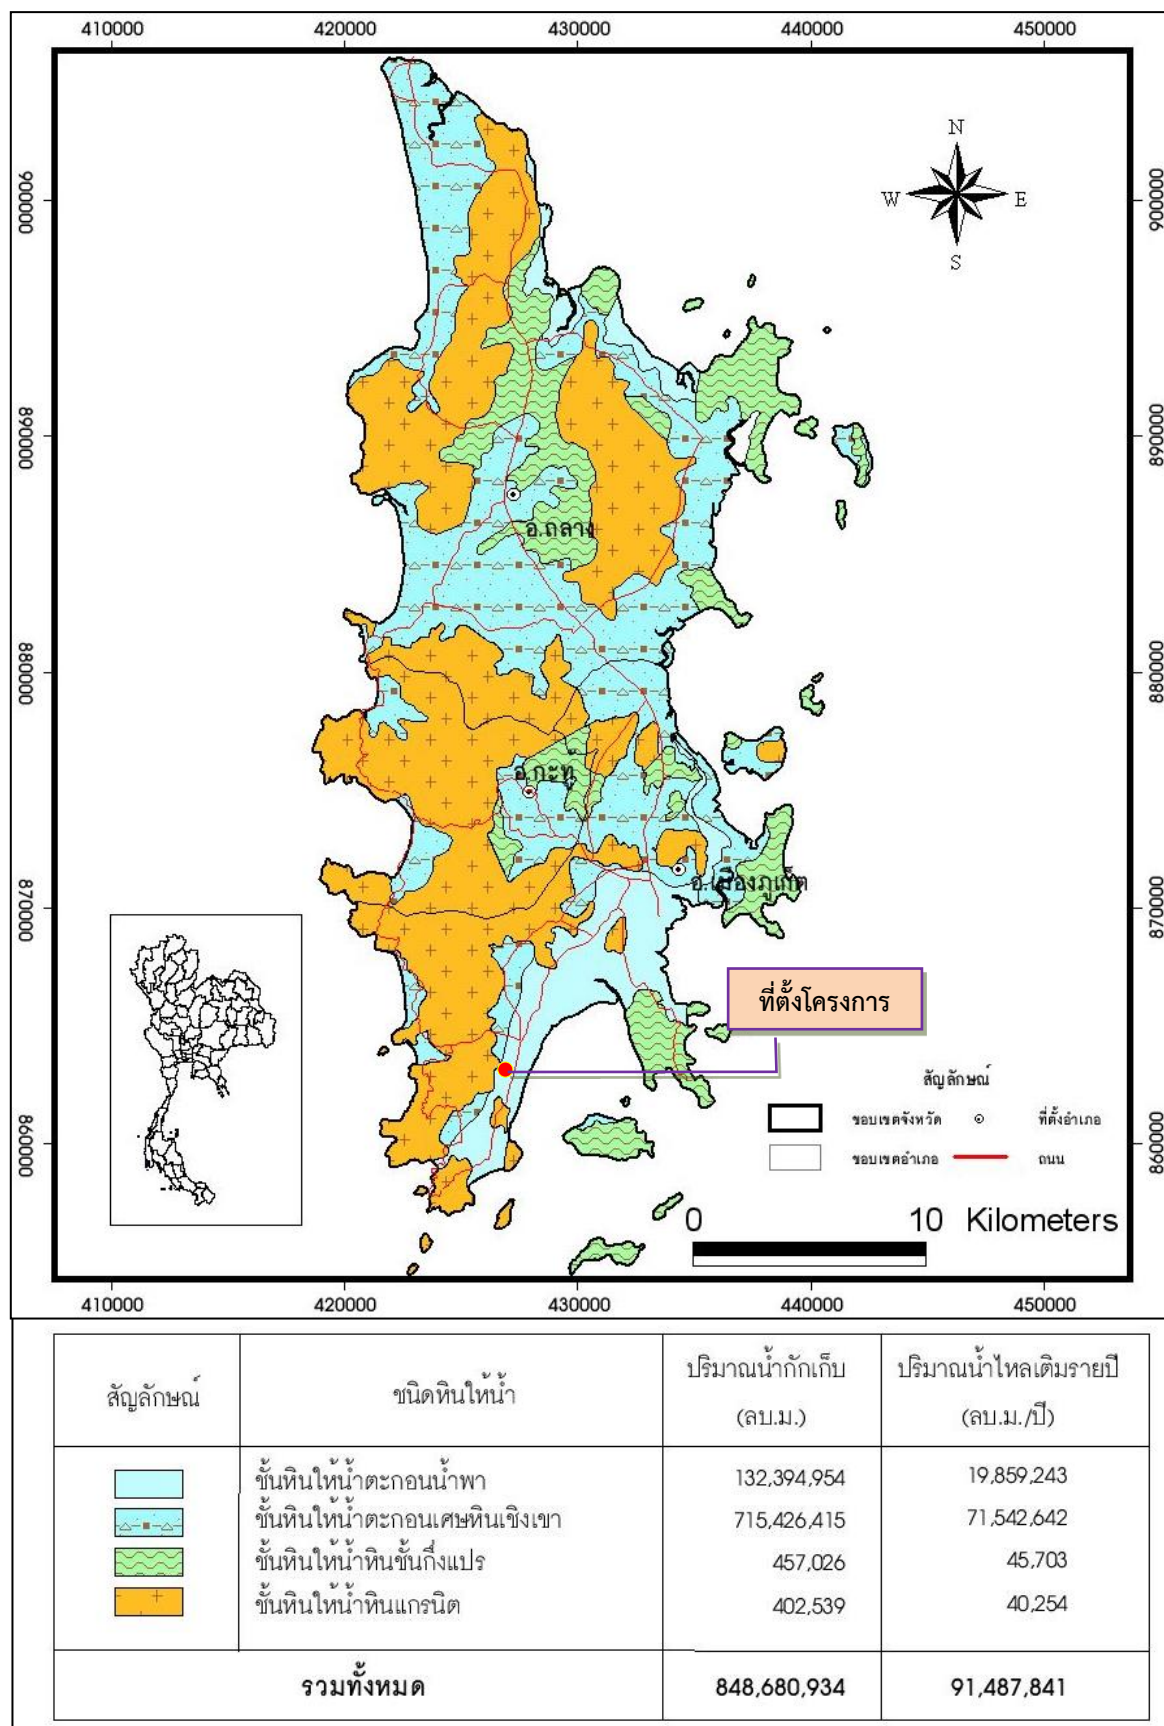 410000 420000 430000 440000 450000
N
W E
S
900000 900000
890000 890000
880000 880000
870000 870000
860000 860000
อ.ถลาง
อ.กะทู้
อ.เมืองภูเก็ต
ที่ตั้งโครงการ
สัญลักษณ์
ขอบเขตจังหวัด ที่ตั้งอำเภอ
ขอบเขตอำเภอ ถนน
0 10 Kilometers
410000 420000 430000 440000 450000
สัญลักษณ์ ชนิดหินให้น้ำ ปริมาณน้ำกักเก็บ ปริมาณน้ำไหลเติมรายปี
(ลบ.ม.) (ลบ.ม./ปี)
ชั้นหินให้น้ำตะกอนน้ำพา 132,394,954 19,859,243
ชั้นหินให้น้ำตะกอนเศษหินเชิงเขา 715,426,415 71,542,642
ชั้นหินให้น้ำหินชั้นกึ่งแปร 457,026 45,703
ชั้นหินให้น้ำหินแกรนิต 402,539 40,254
รวมทั้งหมด 848,680,934 91,487,841